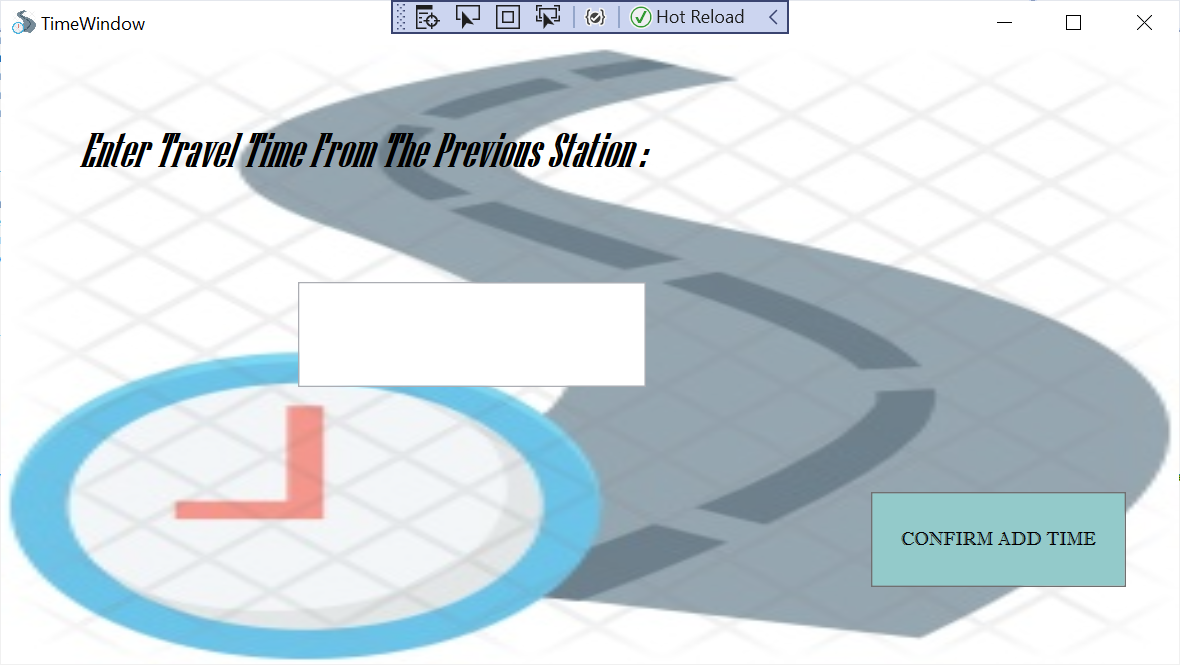 TimeWindow
Hot Reload
Enter Travel Time From The Previous Station :
CONFIRM ADD TIME